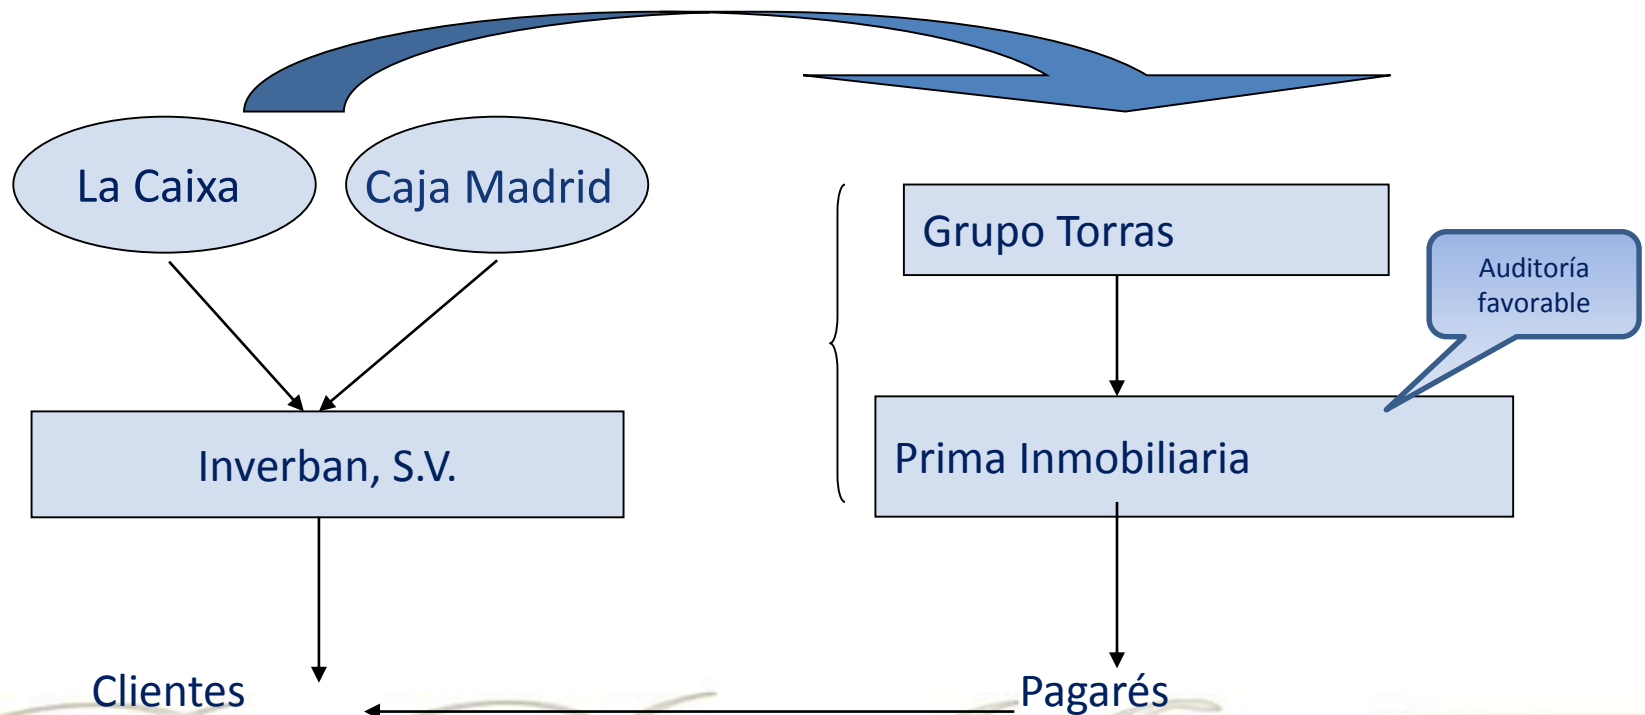 La Caixa
Caja Madrid
Grupo Torras
Auditoría
favorable
Inverban, S.V.
Prima Inmobiliaria
Clientes
Pagarés